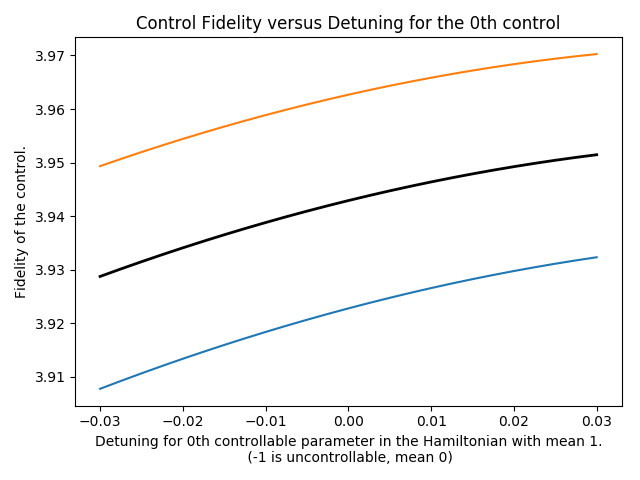 Control Fidelity versus Detuning for the 0th control
Fidelity of the control.
3.97
3.96
3.95
3.94
3.93
3.92
3.91
−0.03 −0.02 −0.01 0.00 0.01 0.02 0.03
Detuning for 0th controllable parameter in the Hamiltonian with mean 1.
(-1 is uncontrollable, mean 0)